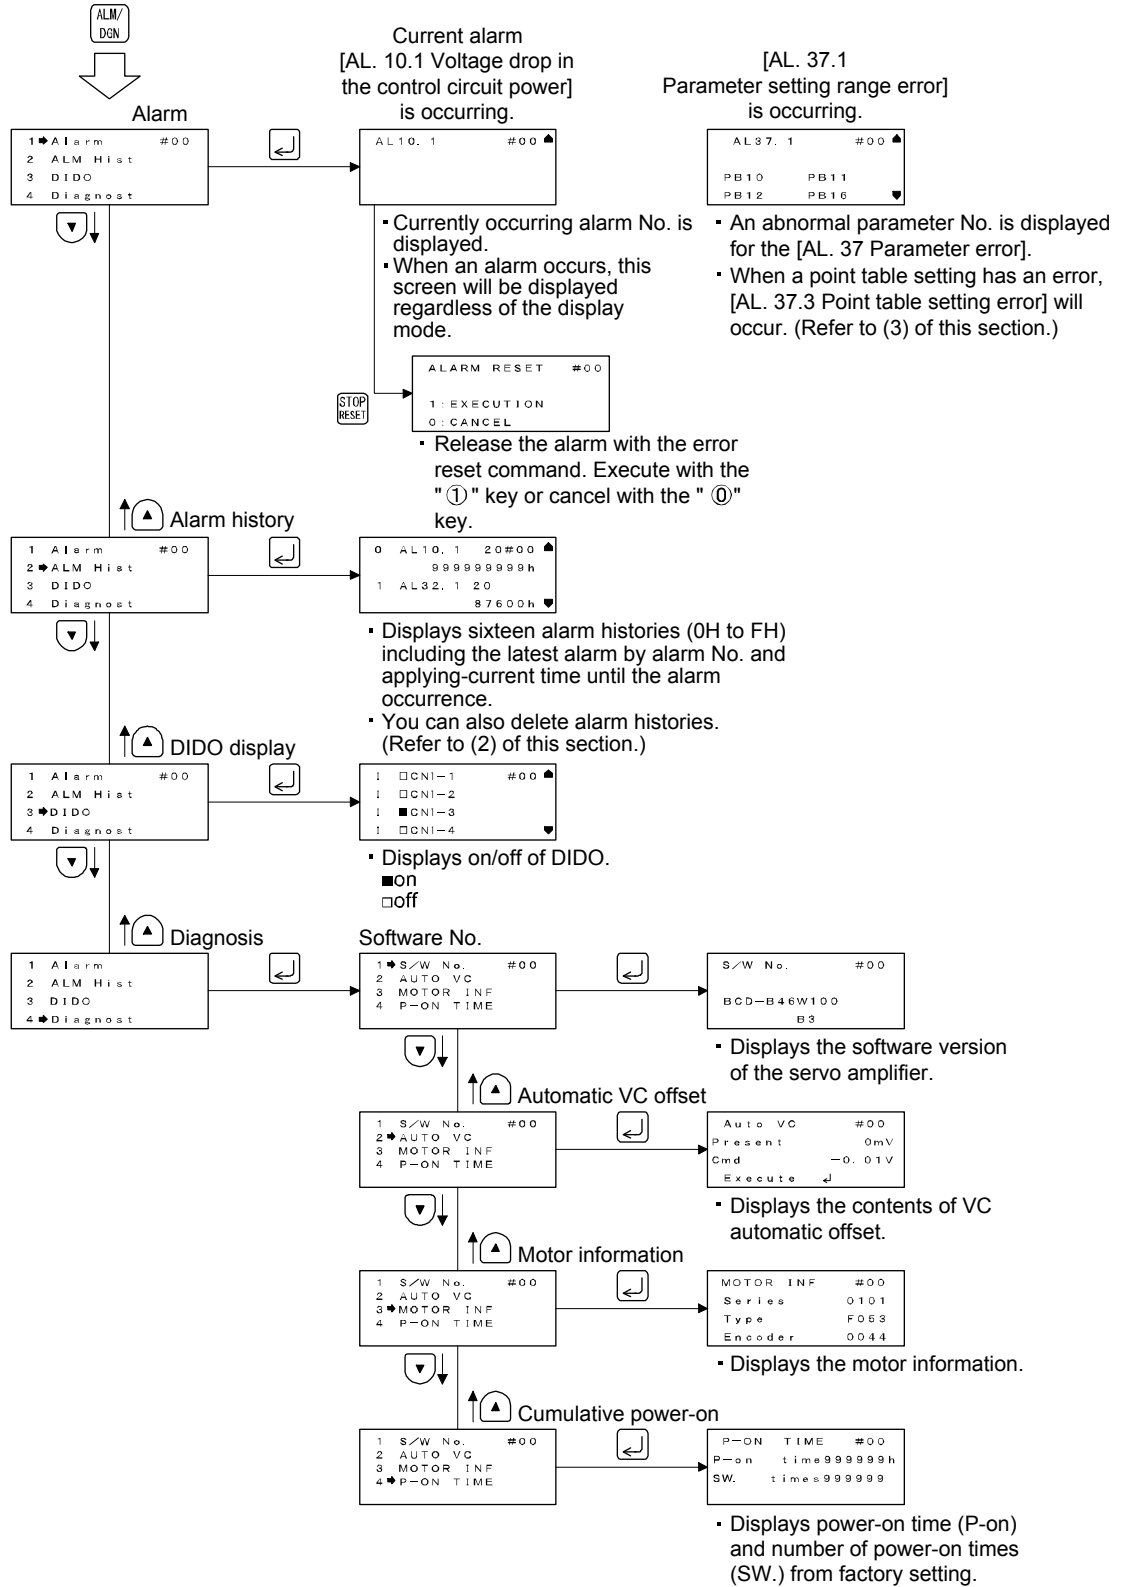 ALM/
DGN
Current alarm
[AL. 10.1 Voltage drop in
the control circuit power]
is occurring.
[AL. 37.1
Parameter setting range error]
is occurring.
Alarm
1 Alarm #00
2 ALM Hist
3 DIDO
4 Diagnost
AL10. 1 #00
AL37. 1 #00
PB10 PB11
PB12 PB16
Currently occurring alarm No. is
displayed.
When an alarm occurs, this
screen will be displayed
regardless of the display
mode.
An abnormal parameter No. is displayed
for the [AL. 37 Parameter error].
When a point table setting has an error,
[AL. 37.3 Point table setting error] will
occur. (Refer to (3) of this section.)
STOP
RESET
ALARM RESET #00
1:EXECUTION
0:CANCEL
Release the alarm with the error
reset command. Execute with the
" ① " key or cancel with the " ⓪"
key.
Alarm history
1 Alarm #00
2 ALM Hist
3 DIDO
4 Diagnost
0 AL10. 1 20#00
999999999h
1 AL32. 1 20
87600h
Displays sixteen alarm histories (0H to FH)
including the latest alarm by alarm No. and
applying-current time until the alarm
occurrence.
You can also delete alarm histories.
(Refer to (2) of this section.)
DIDO display
1 Alarm #00
2 ALM Hist
3 DIDO
4 Diagnost
I □CN1-1 #00
I □CN1-2
I ■CN1-3
I □CN1-4
Displays on/off of DIDO.
■on
□off
Diagnosis
1 Alarm
2 ALM Hist
3 DIDO
4 Diagnost
Software No.
1 S/W No. #00
2 AUTO VC
3 MOTOR INF
4 P-ON TIME
S/W No. #00
BCD-B46W100
B3
Displays the software version
of the servo amplifier.
Automatic VC offset
1 S/W No. #00
2 AUTO VC
3 MOTOR INF
4 P-ON TIME
Auto VC #00
Present 0mV
Cmd -0. 01V
Execute ↲
Displays the contents of VC
automatic offset.
Motor information
1 S/W No. #00
2 AUTO VC
3 MOTOR INF
4 P-ON TIME
MOTOR INF #00
Series 0101
Type F053
Encoder 0044
Displays the motor information.
Cumulative power-on
1 S/W No. #00
2 AUTO VC
3 MOTOR INF
4 P-ON TIME
P-ON TIME #00
P-on time999999h
SW. times999999
Displays power-on time (P-on)
and number of power-on times
(SW.) from factory setting.